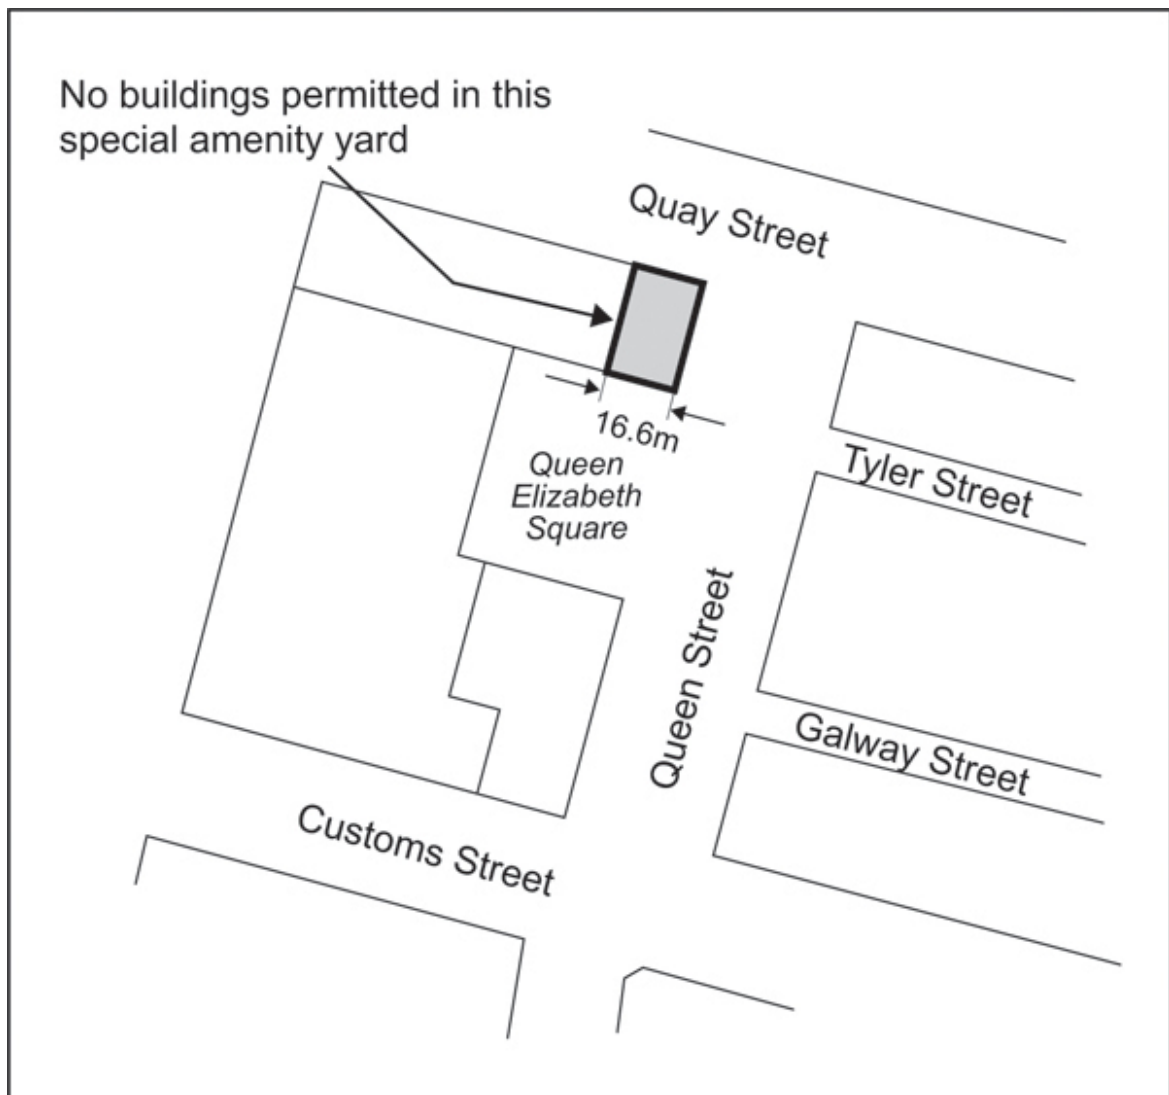 No buildings permitted in this
special amenity yard
Quay Street
16.6m
Queen
Elizabeth
Square
Tyler Street
Queen Street
Galway Street
Customs Street